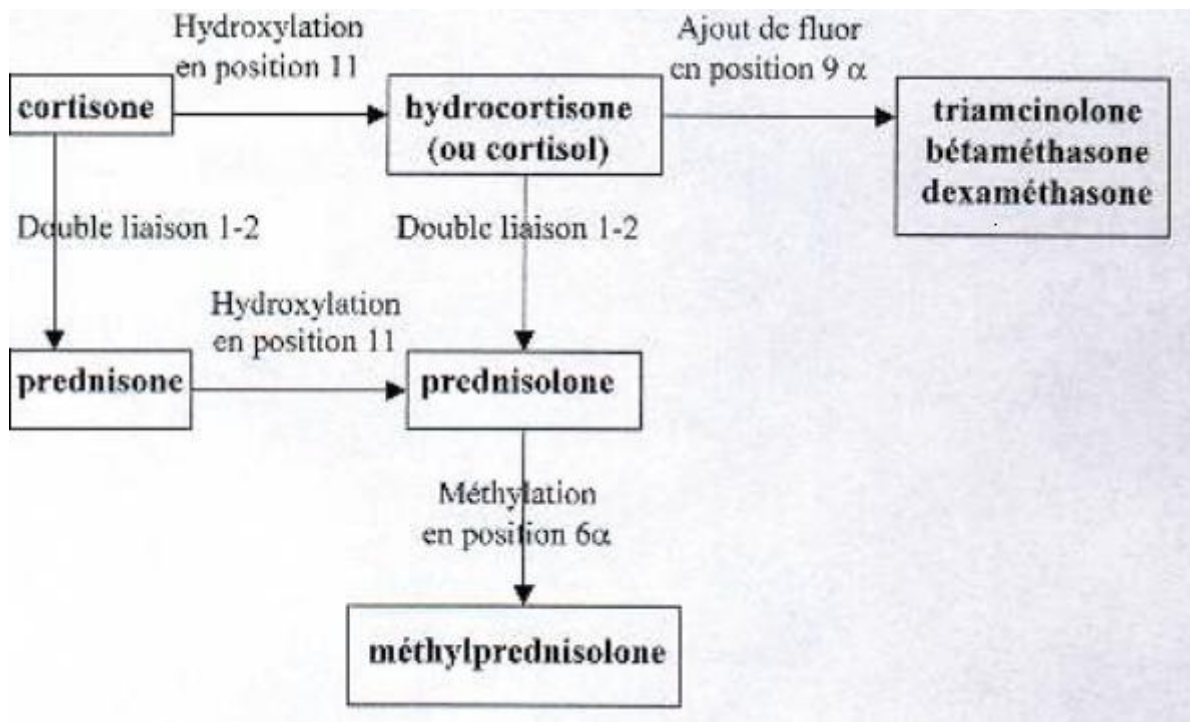 Hydroxylation
en position 11
Ajout de fluor
en position 9 α
cortisone
hydrocortisone
(ou cortisol)
triamcinolone
bétaméthasone
dexaméthasone
Double liaison 1-2
Double liaison 1-2
Hydroxylation
en position 11
prednisone
prednisolone
Méthylation
en position 6α
méthylprednisolone